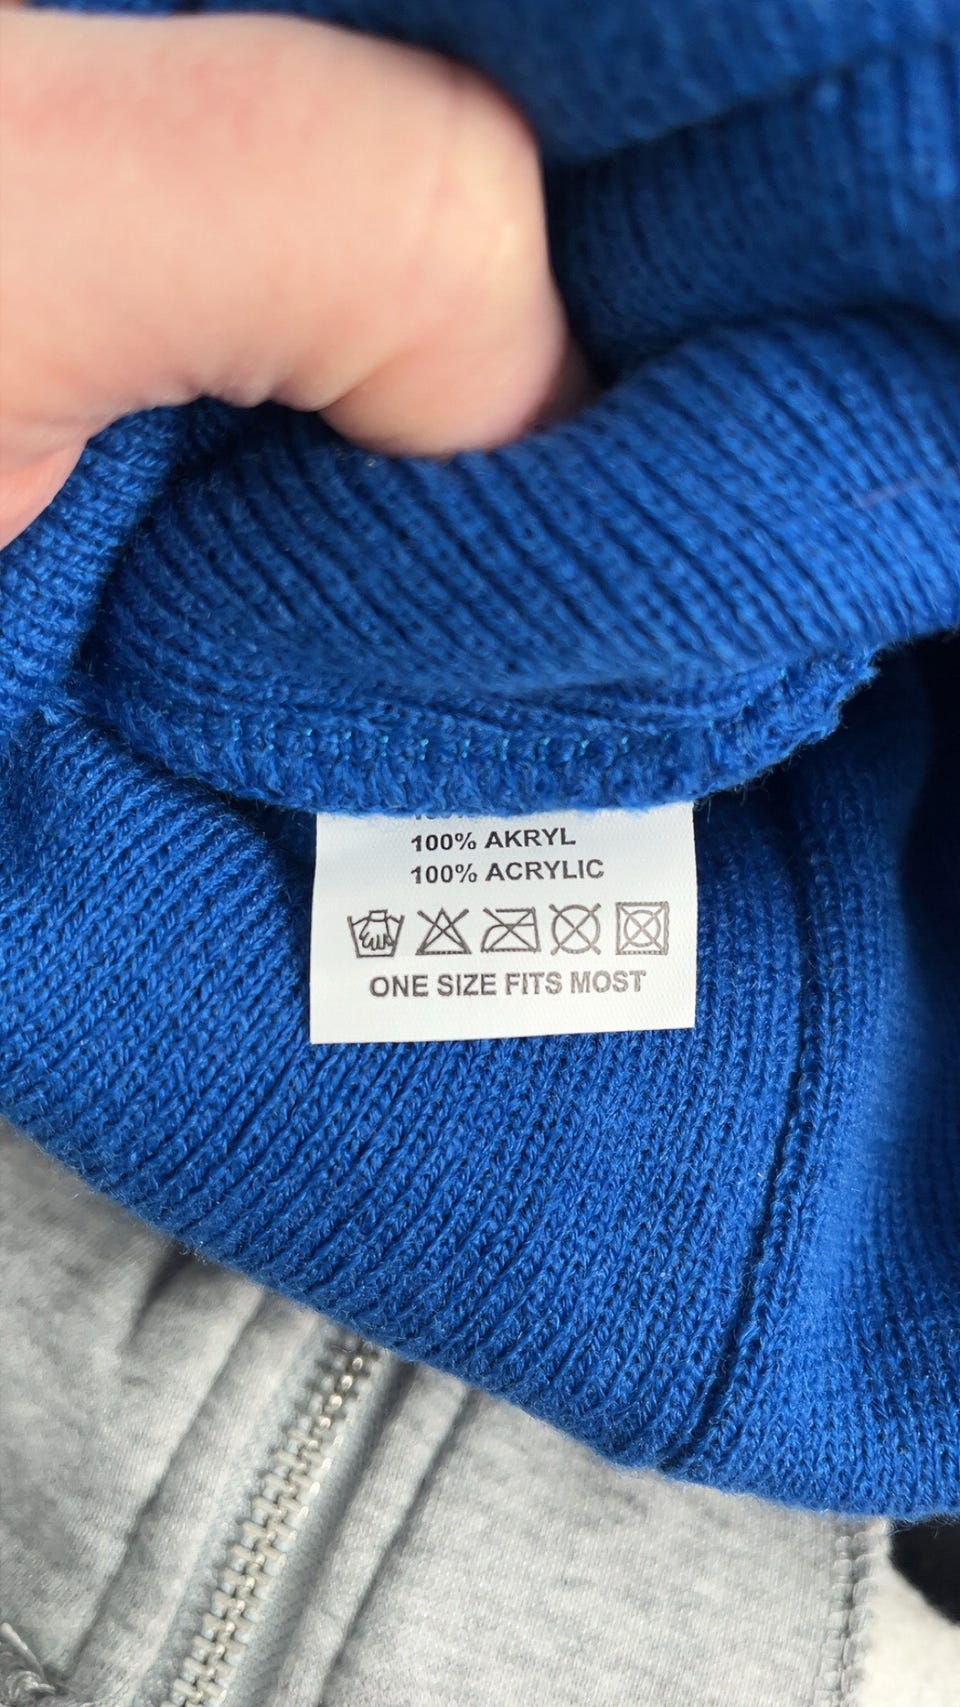 100% AKRYL
100% ACRYLIC
ONE SIZE FITS MOST